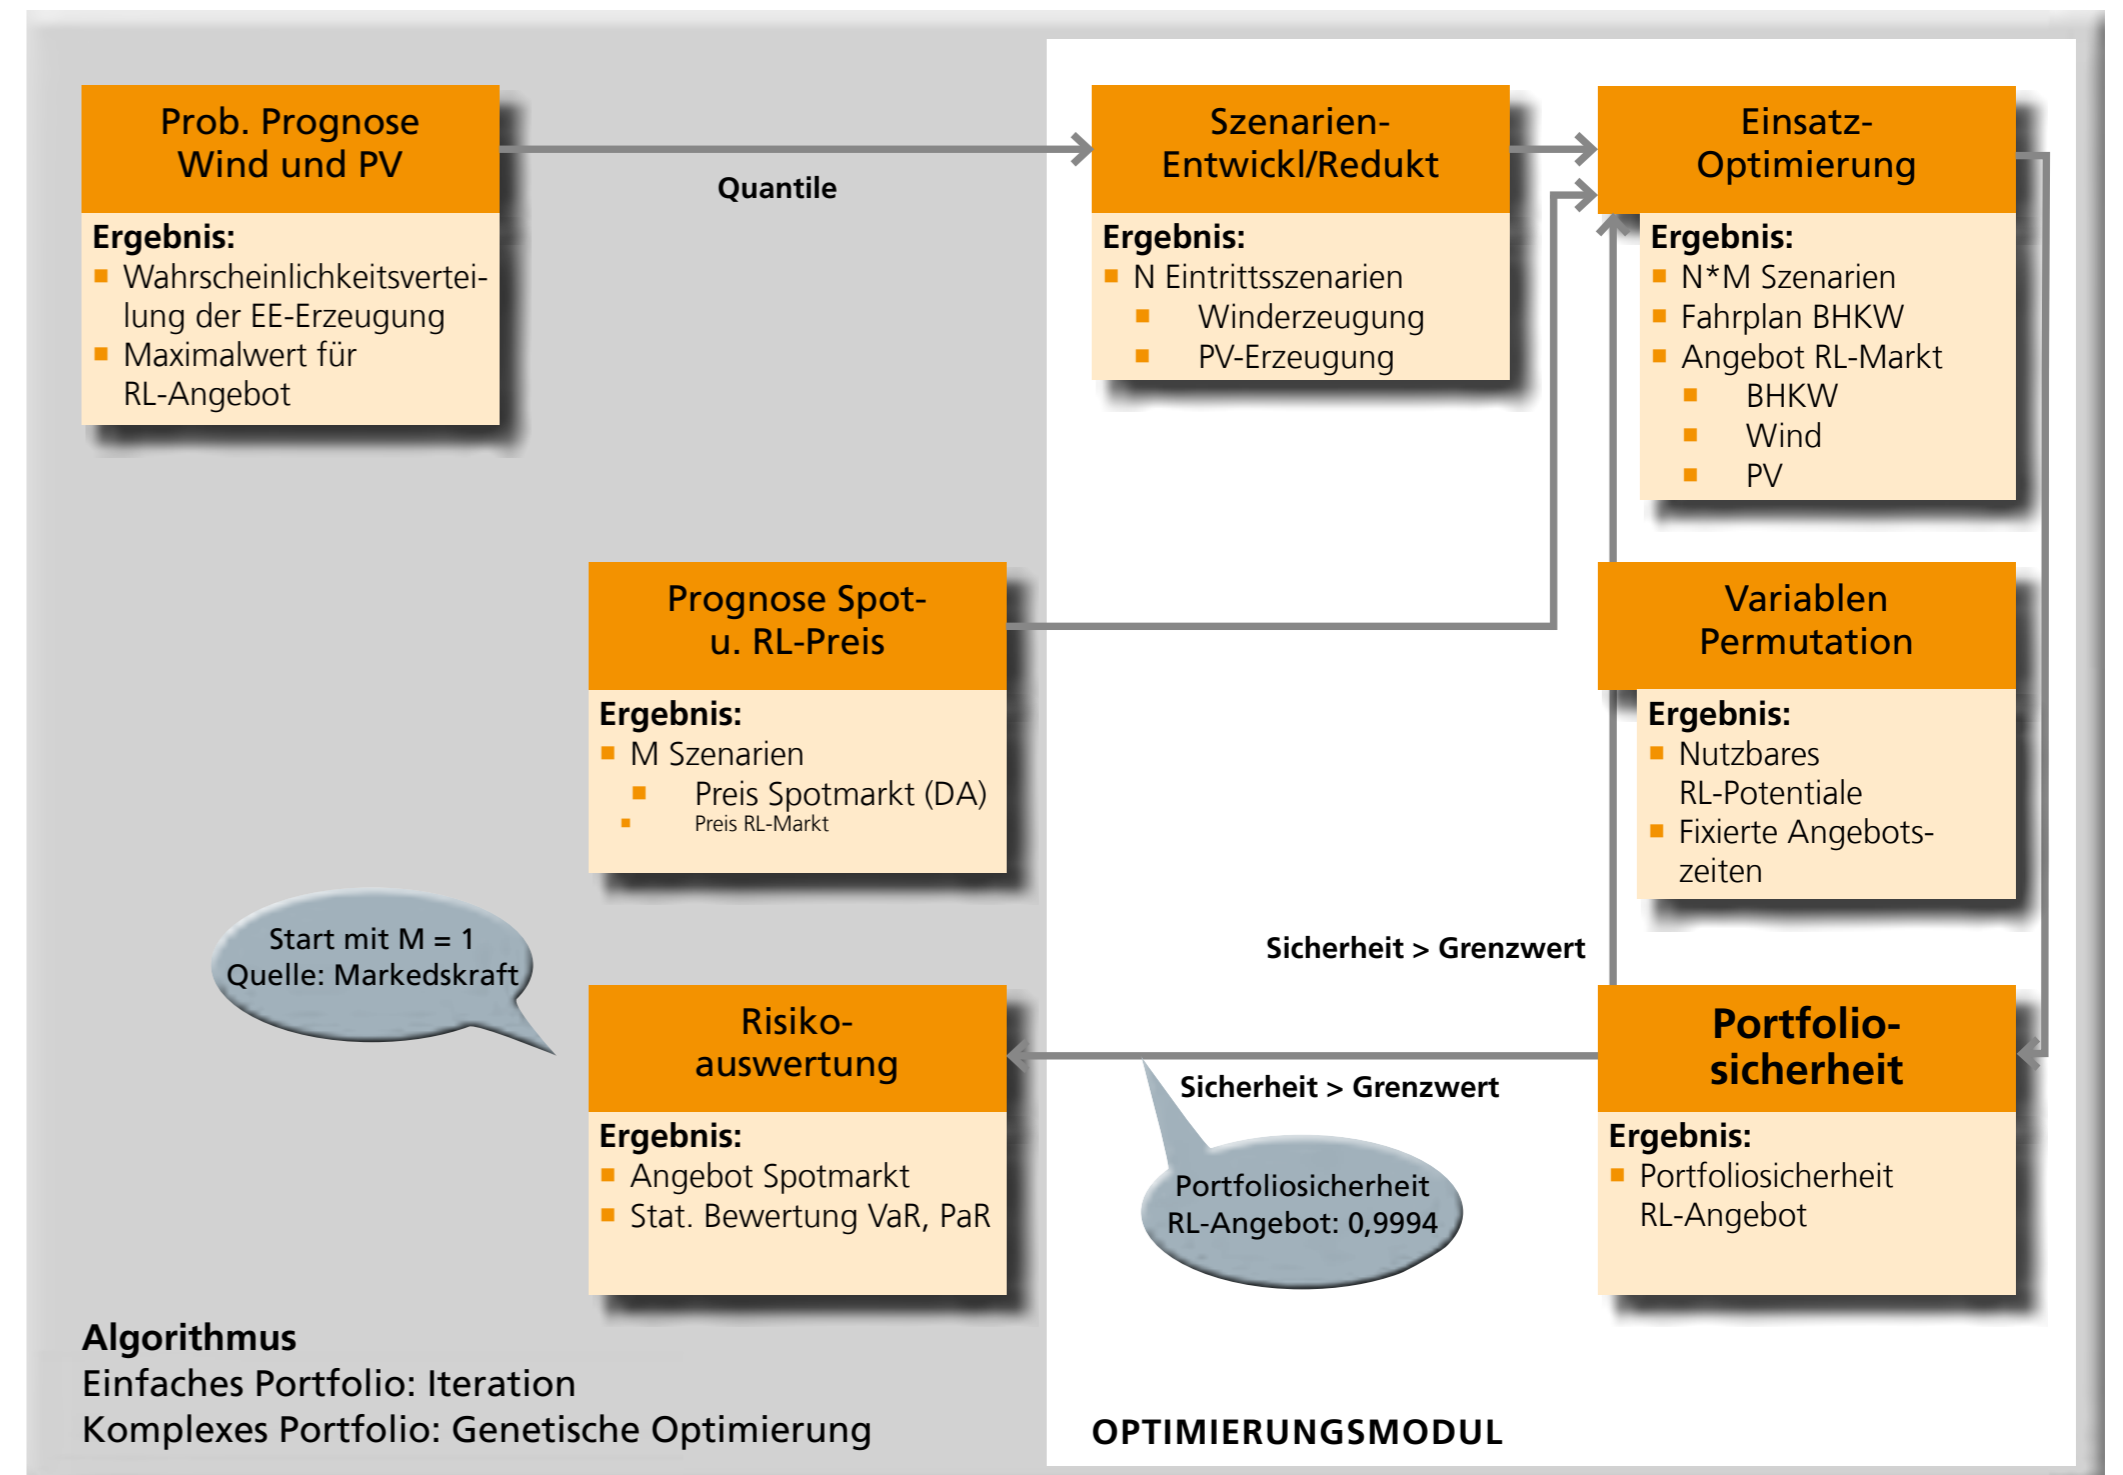 Prob. Prognose
Wind und PV
Ergebnis:
Wahrscheinlichkeitsvertei-
lung der EE-Erzeugung
Maximalwert für
RL-Angebot
Quantile
Szenarien-
Entwickl/Redukt
Ergebnis:
N Eintrittsszenarien
Winderzeugung
PV-Erzeugung
Einsatz-
Optimierung
Ergebnis:
N*M Szenarien
Fahrplan BHKW
Angebot RL-Markt
BHKW
Wind
PV
Prognose Spot-
u. RL-Preis
Ergebnis:
M Szenarien
Preis Spotmarkt (DA)
Preis RL-Markt
Variablen
Permutation
Ergebnis:
Nutzbares
RL-Potentiale
Fixierte Angebots-
zeiten
Start mit M = 1
Quelle: Markedskraft
Sicherheit > Grenzwert
Risiko-
auswertung
Ergebnis:
Angebot Spotmarkt
Stat. Bewertung VaR, PaR
Sicherheit > Grenzwert
Portfoliosicherheit
RL-Angebot: 0,9994
Portfolio-
sicherheit
Ergebnis:
Portfoliosicherheit
RL-Angebot
Algorithmus
Einfaches Portfolio: Iteration
Komplexes Portfolio: Genetische Optimierung
OPTIMIERUNGSMODUL